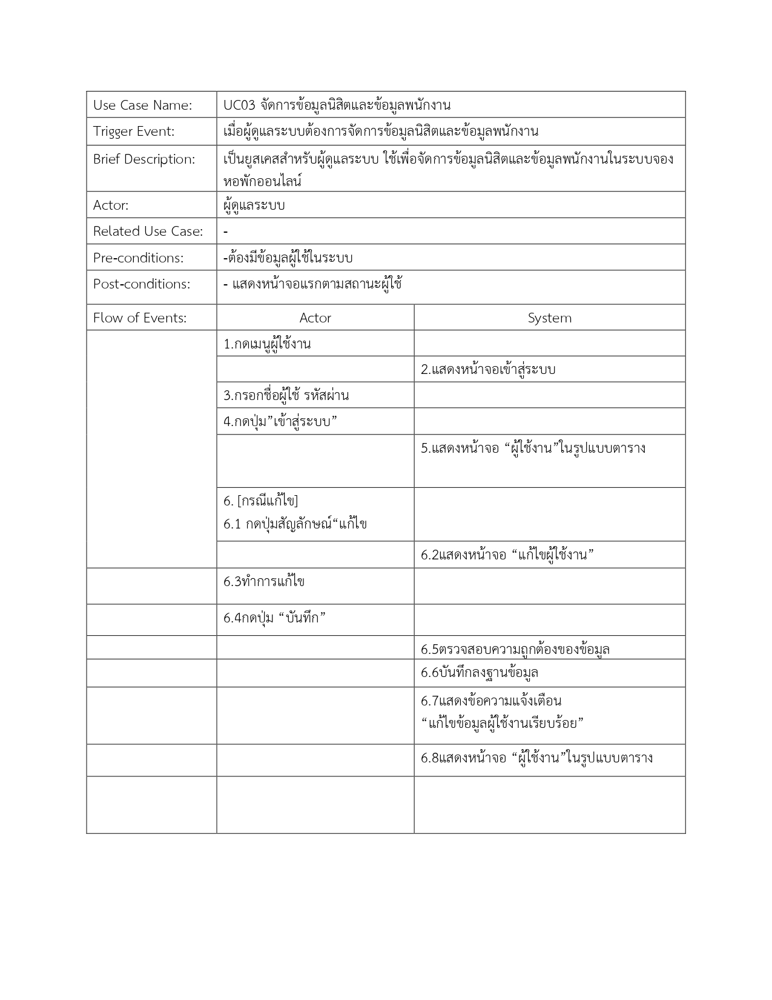 Use Case Name: UC03 จัดการข้อมูลนิสิตและข้อมูลพนักงาน
Trigger Event: เมื่อผู้ดูแลระบบต้องการจัดการข้อมูลนิสิตและข้อมูลพนักงาน
Brief Description: เป็นยูสเคสสำหรับผู้ดูแลระบบ ใช้เพื่อจัดการข้อมูลนิสิตและข้อมูลพนักงานในระบบจอง
หอพักออนไลน์
Actor: ผู้ดูแลระบบ
Related Use Case: -
Pre-conditions: -ต้องมีข้อมูลผู้ใช้ในระบบ
Post-conditions: - แสดงหน้าจอแรกตามสถานะผู้ใช้
Flow of Events: Actor System
1.กดเมนูผู้ใช้งาน
2.แสดงหน้าจอเข้าสู่ระบบ
3.กรอกชื่อผู้ใช้ รหัสผ่าน
4.กดปุ่ม”เข้าสู่ระบบ”
5.แสดงหน้าจอ “ผู้ใช้งาน”ในรูปแบบตาราง
6. [กรณีแก้ไข]
6.1 กดปุ่มสัญลักษณ์“แก้ไข
6.2แสดงหน้าจอ “แก้ไขผู้ใช้งาน”
6.3ทำการแก้ไข
6.4กดปุ่ม “บันทึก”
6.5ตรวจสอบความถูกต้องของข้อมูล
6.6บันทึกลงฐานข้อมูล
6.7แสดงข้อความแจ้งเตือน
“แก้ไขข้อมูลผู้ใช้งานเรียบร้อย”
6.8แสดงหน้าจอ “ผู้ใช้งาน”ในรูปแบบตาราง